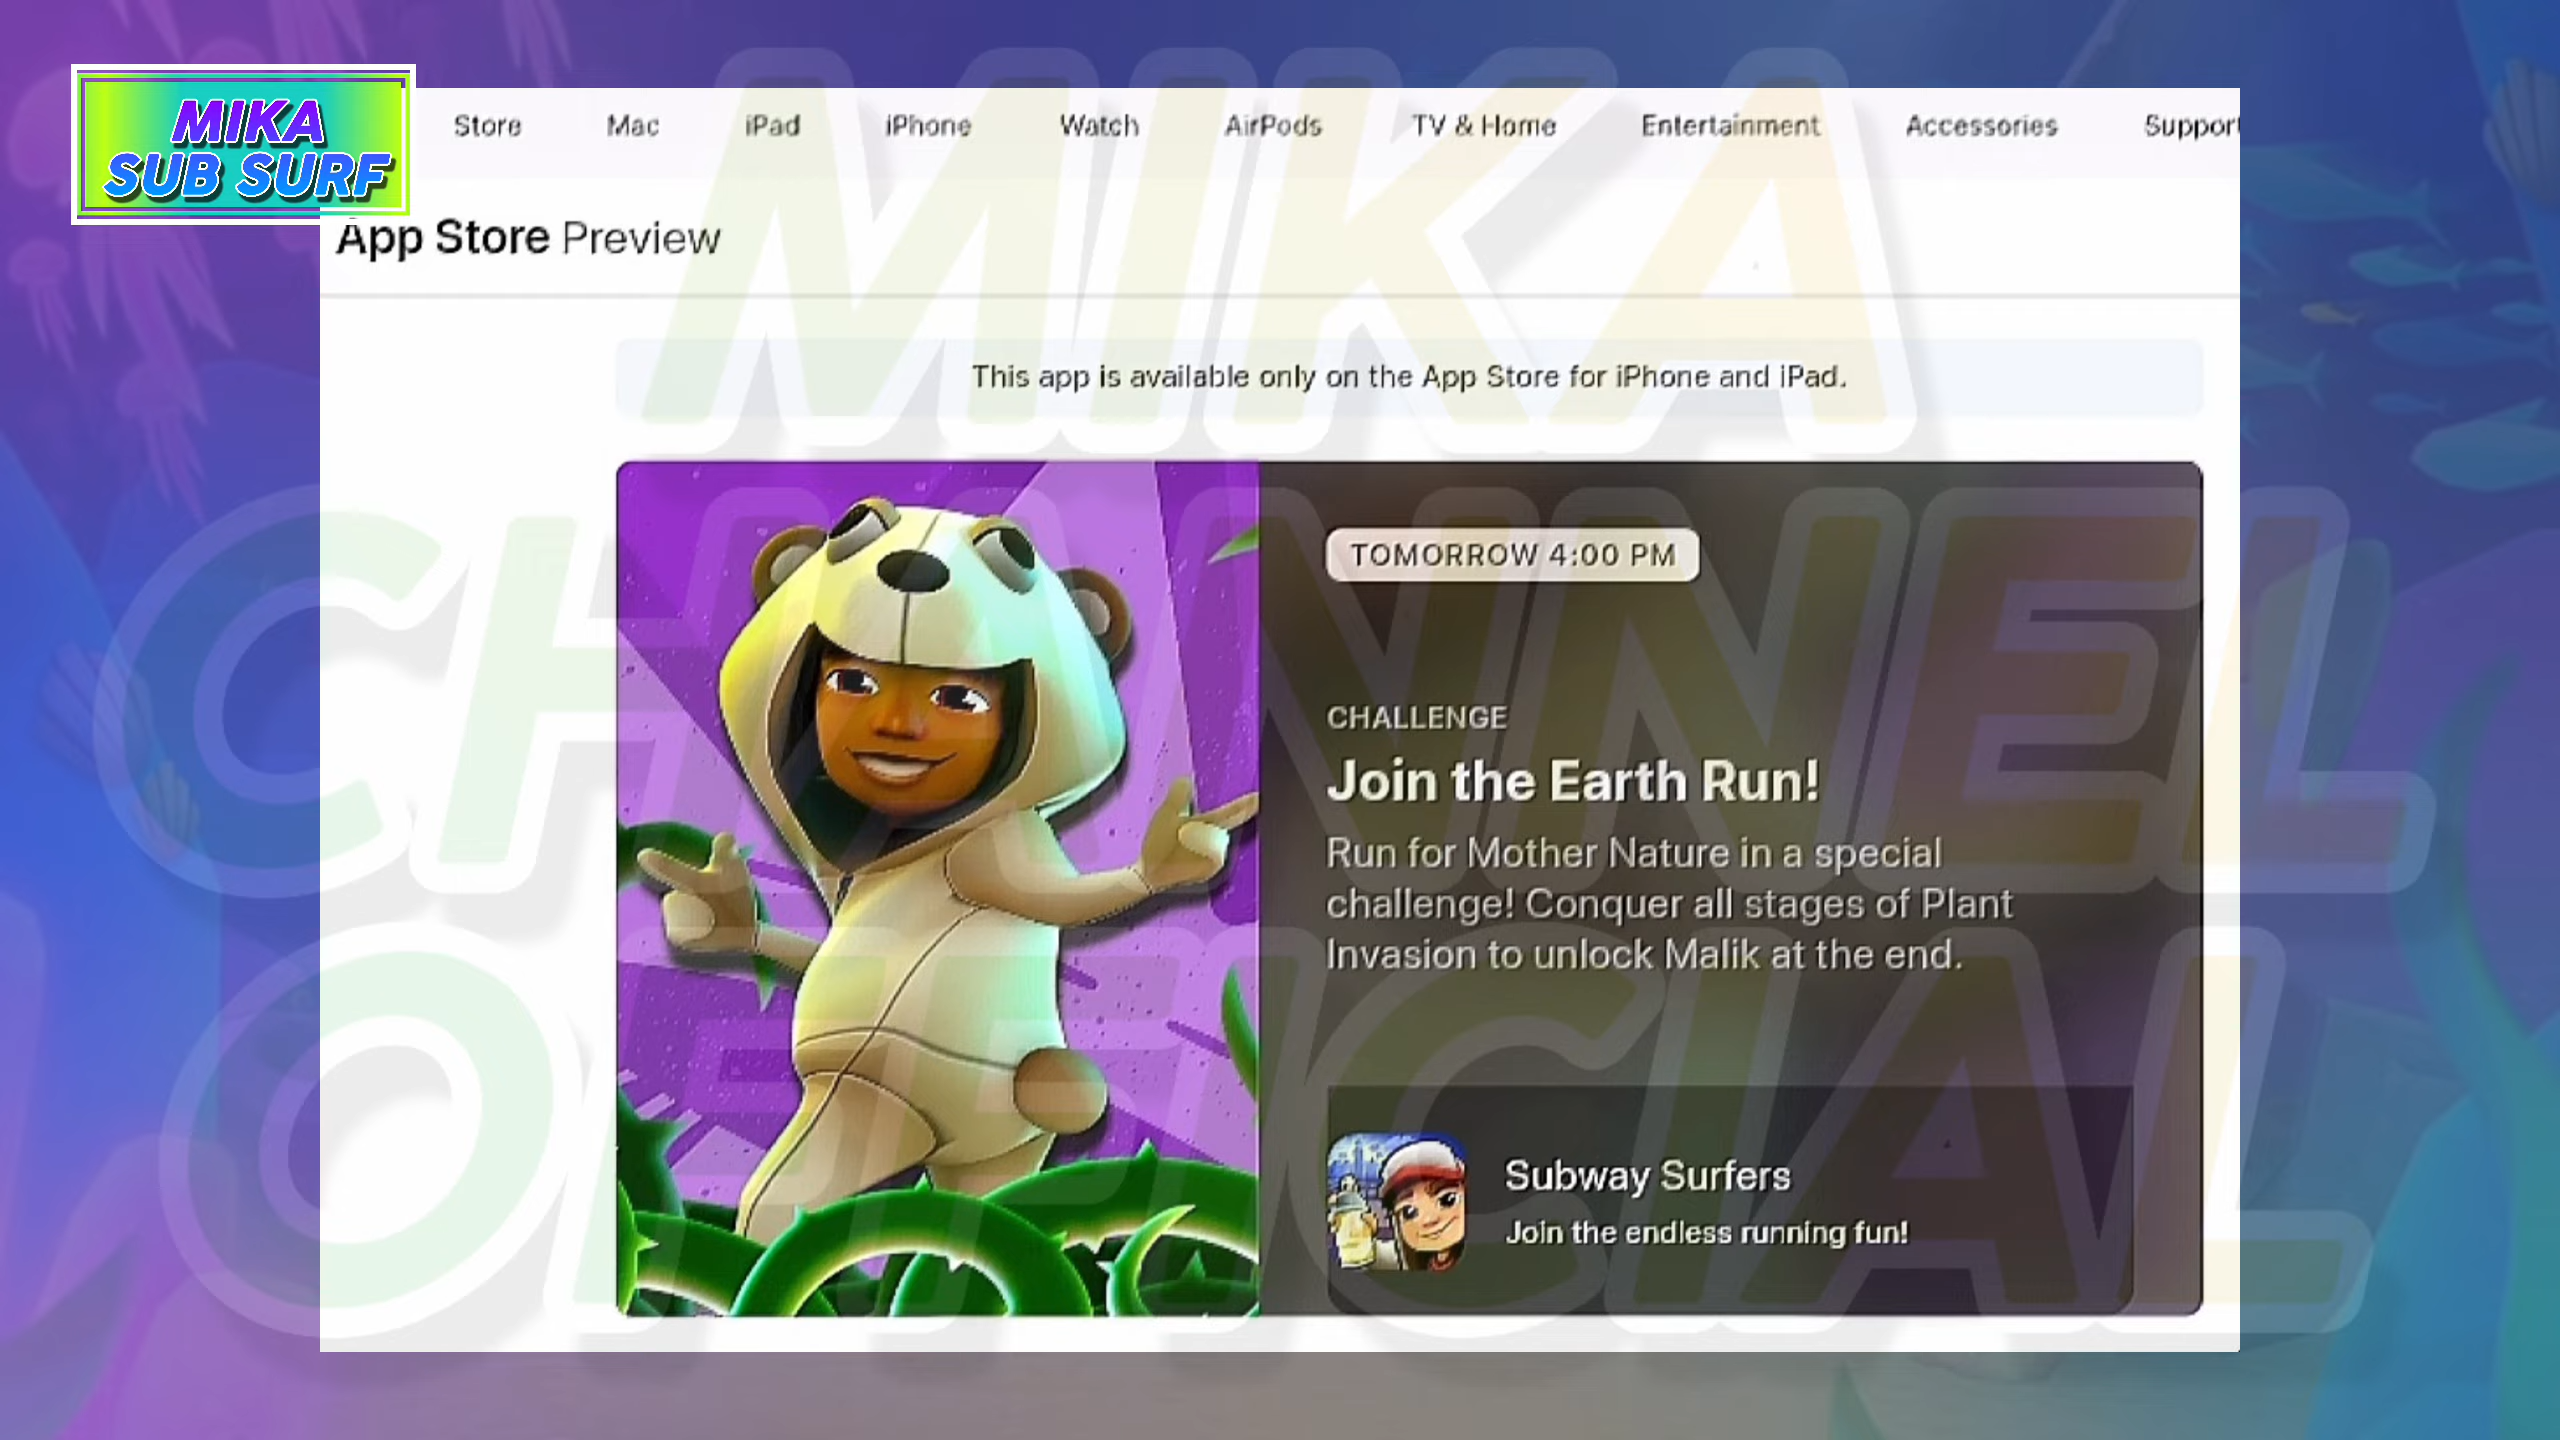 MIKA
SUB SURF
Store Mac iPad iPhone Watch AirPods TV & Home Entertainment Accessories Support
App Store Preview
This app is available only on the App Store for iPhone and iPad.
TOMORROW 4:00 PM
CHALLENGE
Join the Earth Run!
Run for Mother Nature in a special
challenge! Conquer all stages of Plant
Invasion to unlock Malik at the end.
Subway Surfers
Join the endless running fun!
MIKA
CHANNEL
OFFICIAL